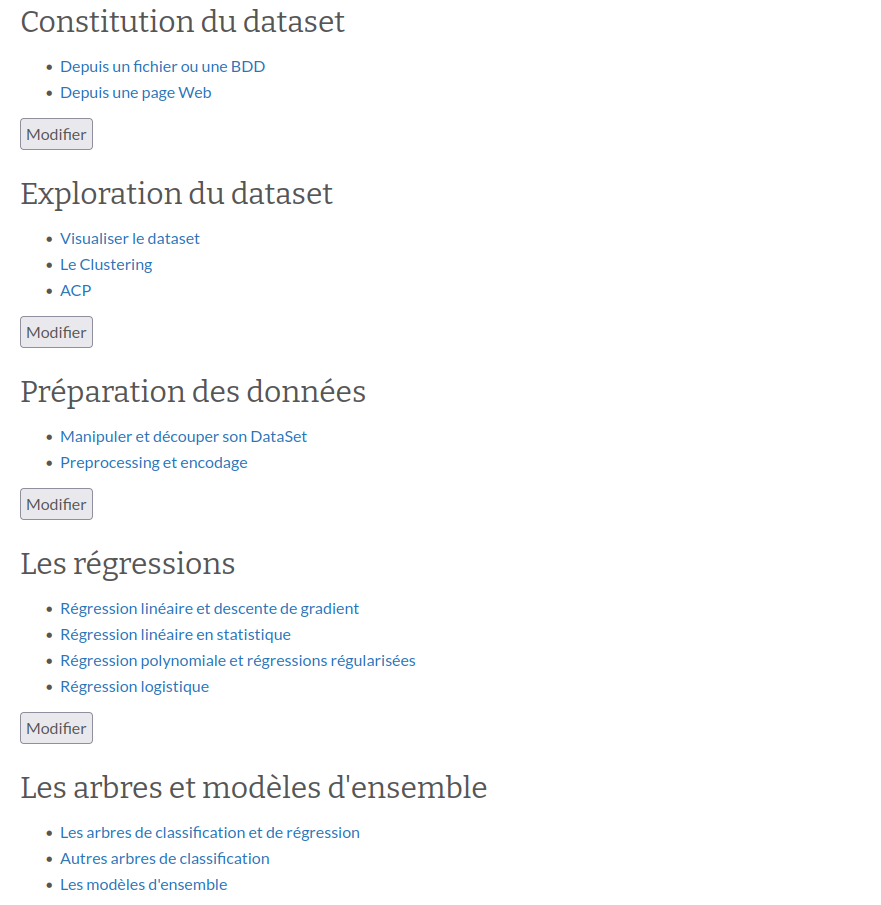 Constitution du dataset
Depuis un fichier ou une BDD
Depuis une page Web
Modifier
Exploration du dataset
Visualiser le dataset
Le Clustering
ACP
Modifier
Préparation des données
Manipuler et découper son DataSet
Preprocessing et encodage
Modifier
Les régressions
Régression linéaire et descente de gradient
Régression linéaire en statistique
Régression polynomiale et régressions régularisées
Régression logistique
Modifier
Les arbres et modèles d'ensemble
Les arbres de classification et de régression
Autres arbres de classification
Les modèles d'ensemble